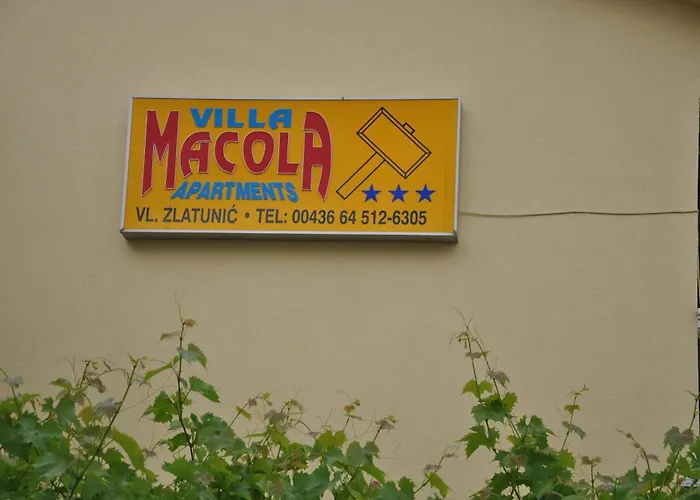 VILLA
MACOLA
APARTMENTS
VL. ZLATUNIĆ • TEL: 00436 64 512-6305